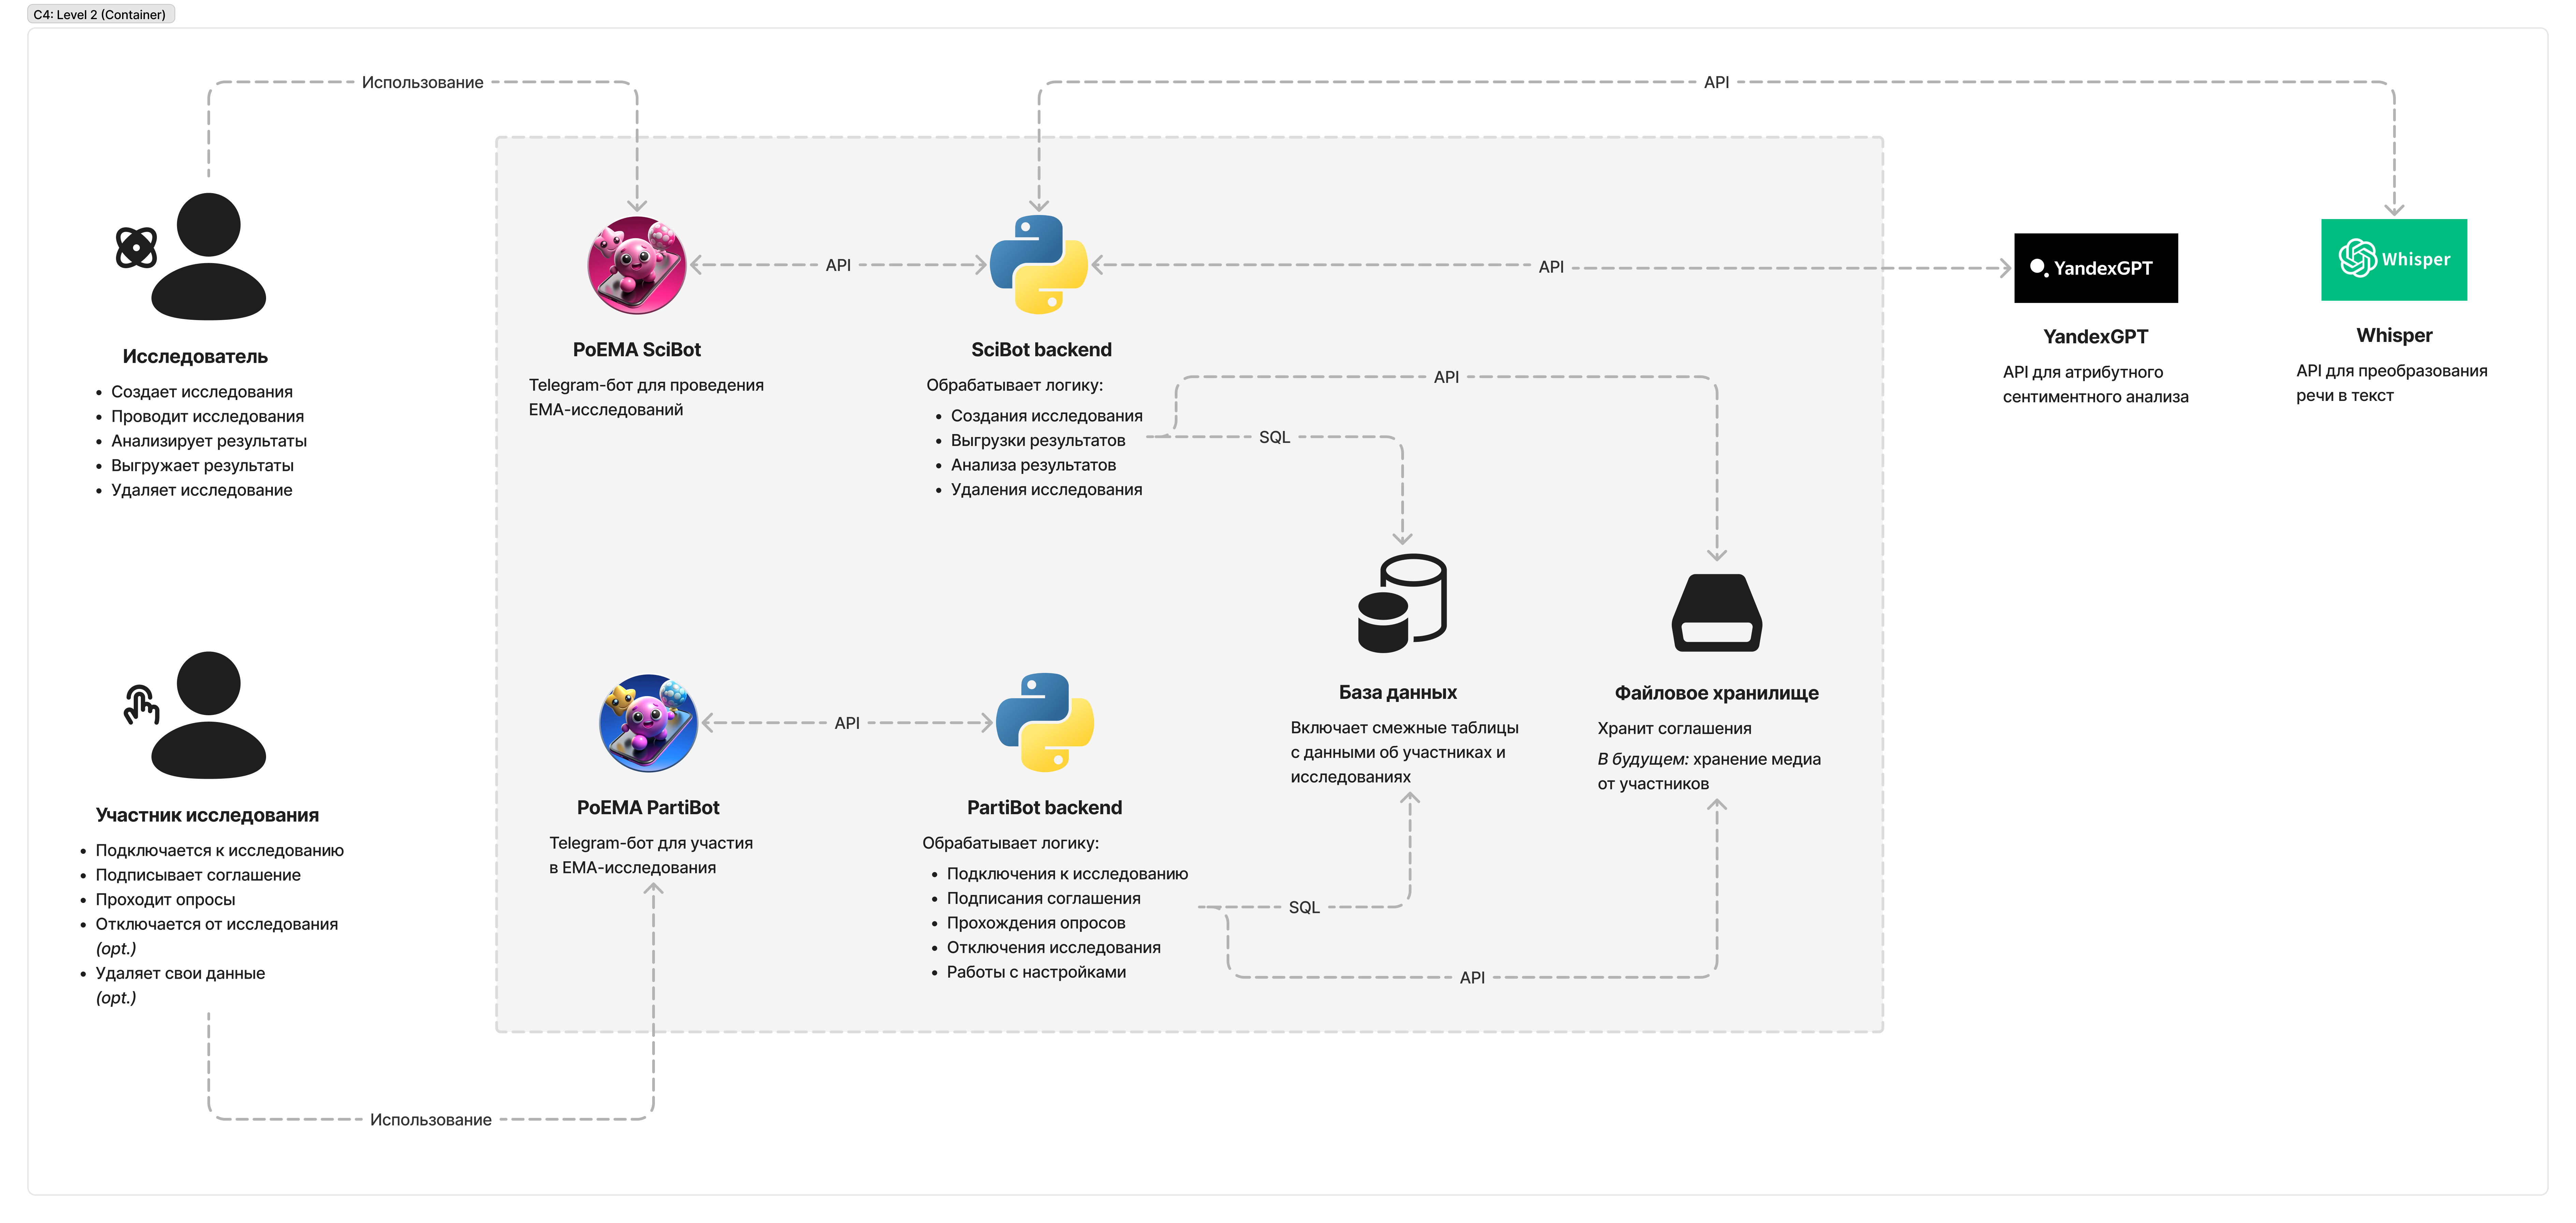 C4: Level 2 (Container)
Использование
API
API
API
YandexGPT
Whisper
Исследователь
Создает исследования
Проводит исследования
Анализирует результаты
Выгружает результаты
Удаляет исследование
PoEMA SciBot
Telegram-бот для проведения
EMA-исследований
SciBot backend
Обрабатывает логику:
Создания исследования
Выгрузки результатов
Анализа результатов
Удаления исследования
API
SQL
YandexGPT
API для атрибутного
сентиментного анализа
Whisper
API для преобразования
речи в текст
Участник исследования
Подключается к исследованию
Подписывает соглашение
Проходит опросы
Отключается от исследования
(opt.)
Удаляет свои данные
(opt.)
API
PoEMA PartiBot
Telegram-бот для участия
в EMA-исследования
PartiBot backend
Обрабатывает логику:
Подключения к исследованию
Подписания соглашения
Прохождения опросов
Отключения исследования
Работы с настройками
База данных
Включает смежные таблицы
с данными об участниках и
исследованиях
Файловое хранилище
Хранит соглашения
В будущем: хранение медиа
от участников
SQL
API
Использование